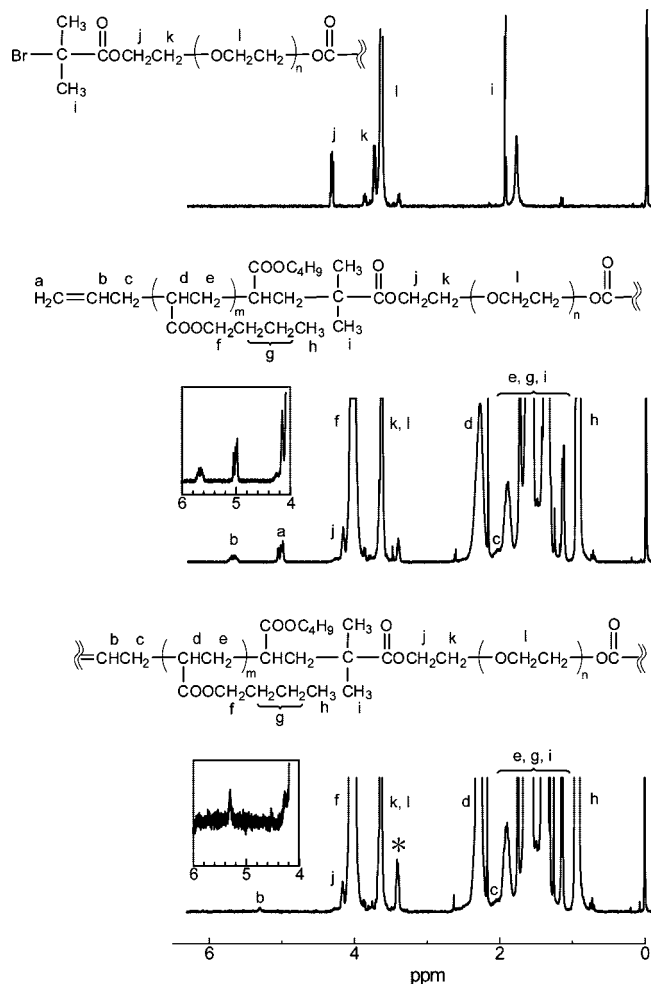 CH₃ O j k l O
Br C COCH₂CH₂ ( OCH₂CH₂ )n OC
CH₃
i
l
i
j
k
COOC₄H₉ CH₃ O
a b c d e j k l O
H₂C=CHCH₂ ( CHCH₂ )m CHCH₂ C COCH₂CH₂ ( OCH₂CH₂ )n OC
COOCH₂CH₂CH₂CH₃ CH₃
f g h i
e, g, i
f
k, l
d
h
6 5 4
b
a
j
c
COOC₄H₉ CH₃ O
b c d e j k l O
=CHCH₂ ( CHCH₂ )m CHCH₂ C COCH₂CH₂ ( OCH₂CH₂ )n OC
COOCH₂CH₂CH₂CH₃ CH₃
f g h i
e, g, i
f
k, l
d
h
*
6 5 4
b
j
c
6 4 2 0
ppm